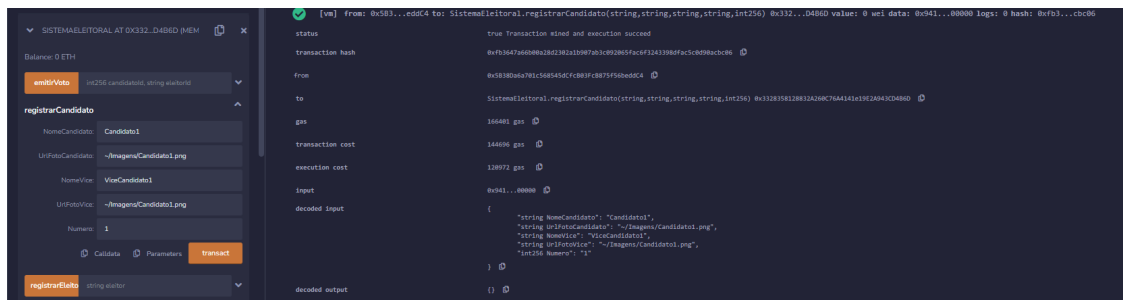 SISTEMAELEITORAL AT 0X332...D4B6D (MEM
Balance: 0 ETH
emitirVoto int256 candidatoId, string eleitorId
registrarCandidato
NomeCandidato: Candidato1
UrlFotoCandidato: ~/Imagens/Candidato1.png
NomeVice: ViceCandidato1
UrlFotoVice: ~/Imagens/Candidato1.png
Numero: 1
Calldata Parameters transact
registrarEleito string eleitor
[vm] from: 0x5B3...eddC4 to: SistemaEleitoral.registrarCandidato(string,string,string,string,int256) 0x332...D4B6D value: 0 wei data: 0x941...00000 logs: 0 hash: 0xfb3...cbc06
status true Transaction mined and execution succeed
transaction hash
from 0x5B38Da6a701c568545dCfcB03FcB875f56beddC4
to SistemaEleitoral.registrarCandidato(string,string,string,string,int256)
gas 166401 gas
transaction cost 144696 gas
execution cost 120972 gas
input 0x941...00000
decoded input {
"string NomeCandidato": "Candidato1",
"string UrlFotoCandidato": "~/Imagens/Candidato1.png",
"string NomeVice": "ViceCandidato1",
"string UrlFotoVice": "~/Imagens/Candidato1.png",
"int256 Numero": "1"
}
decoded output {}